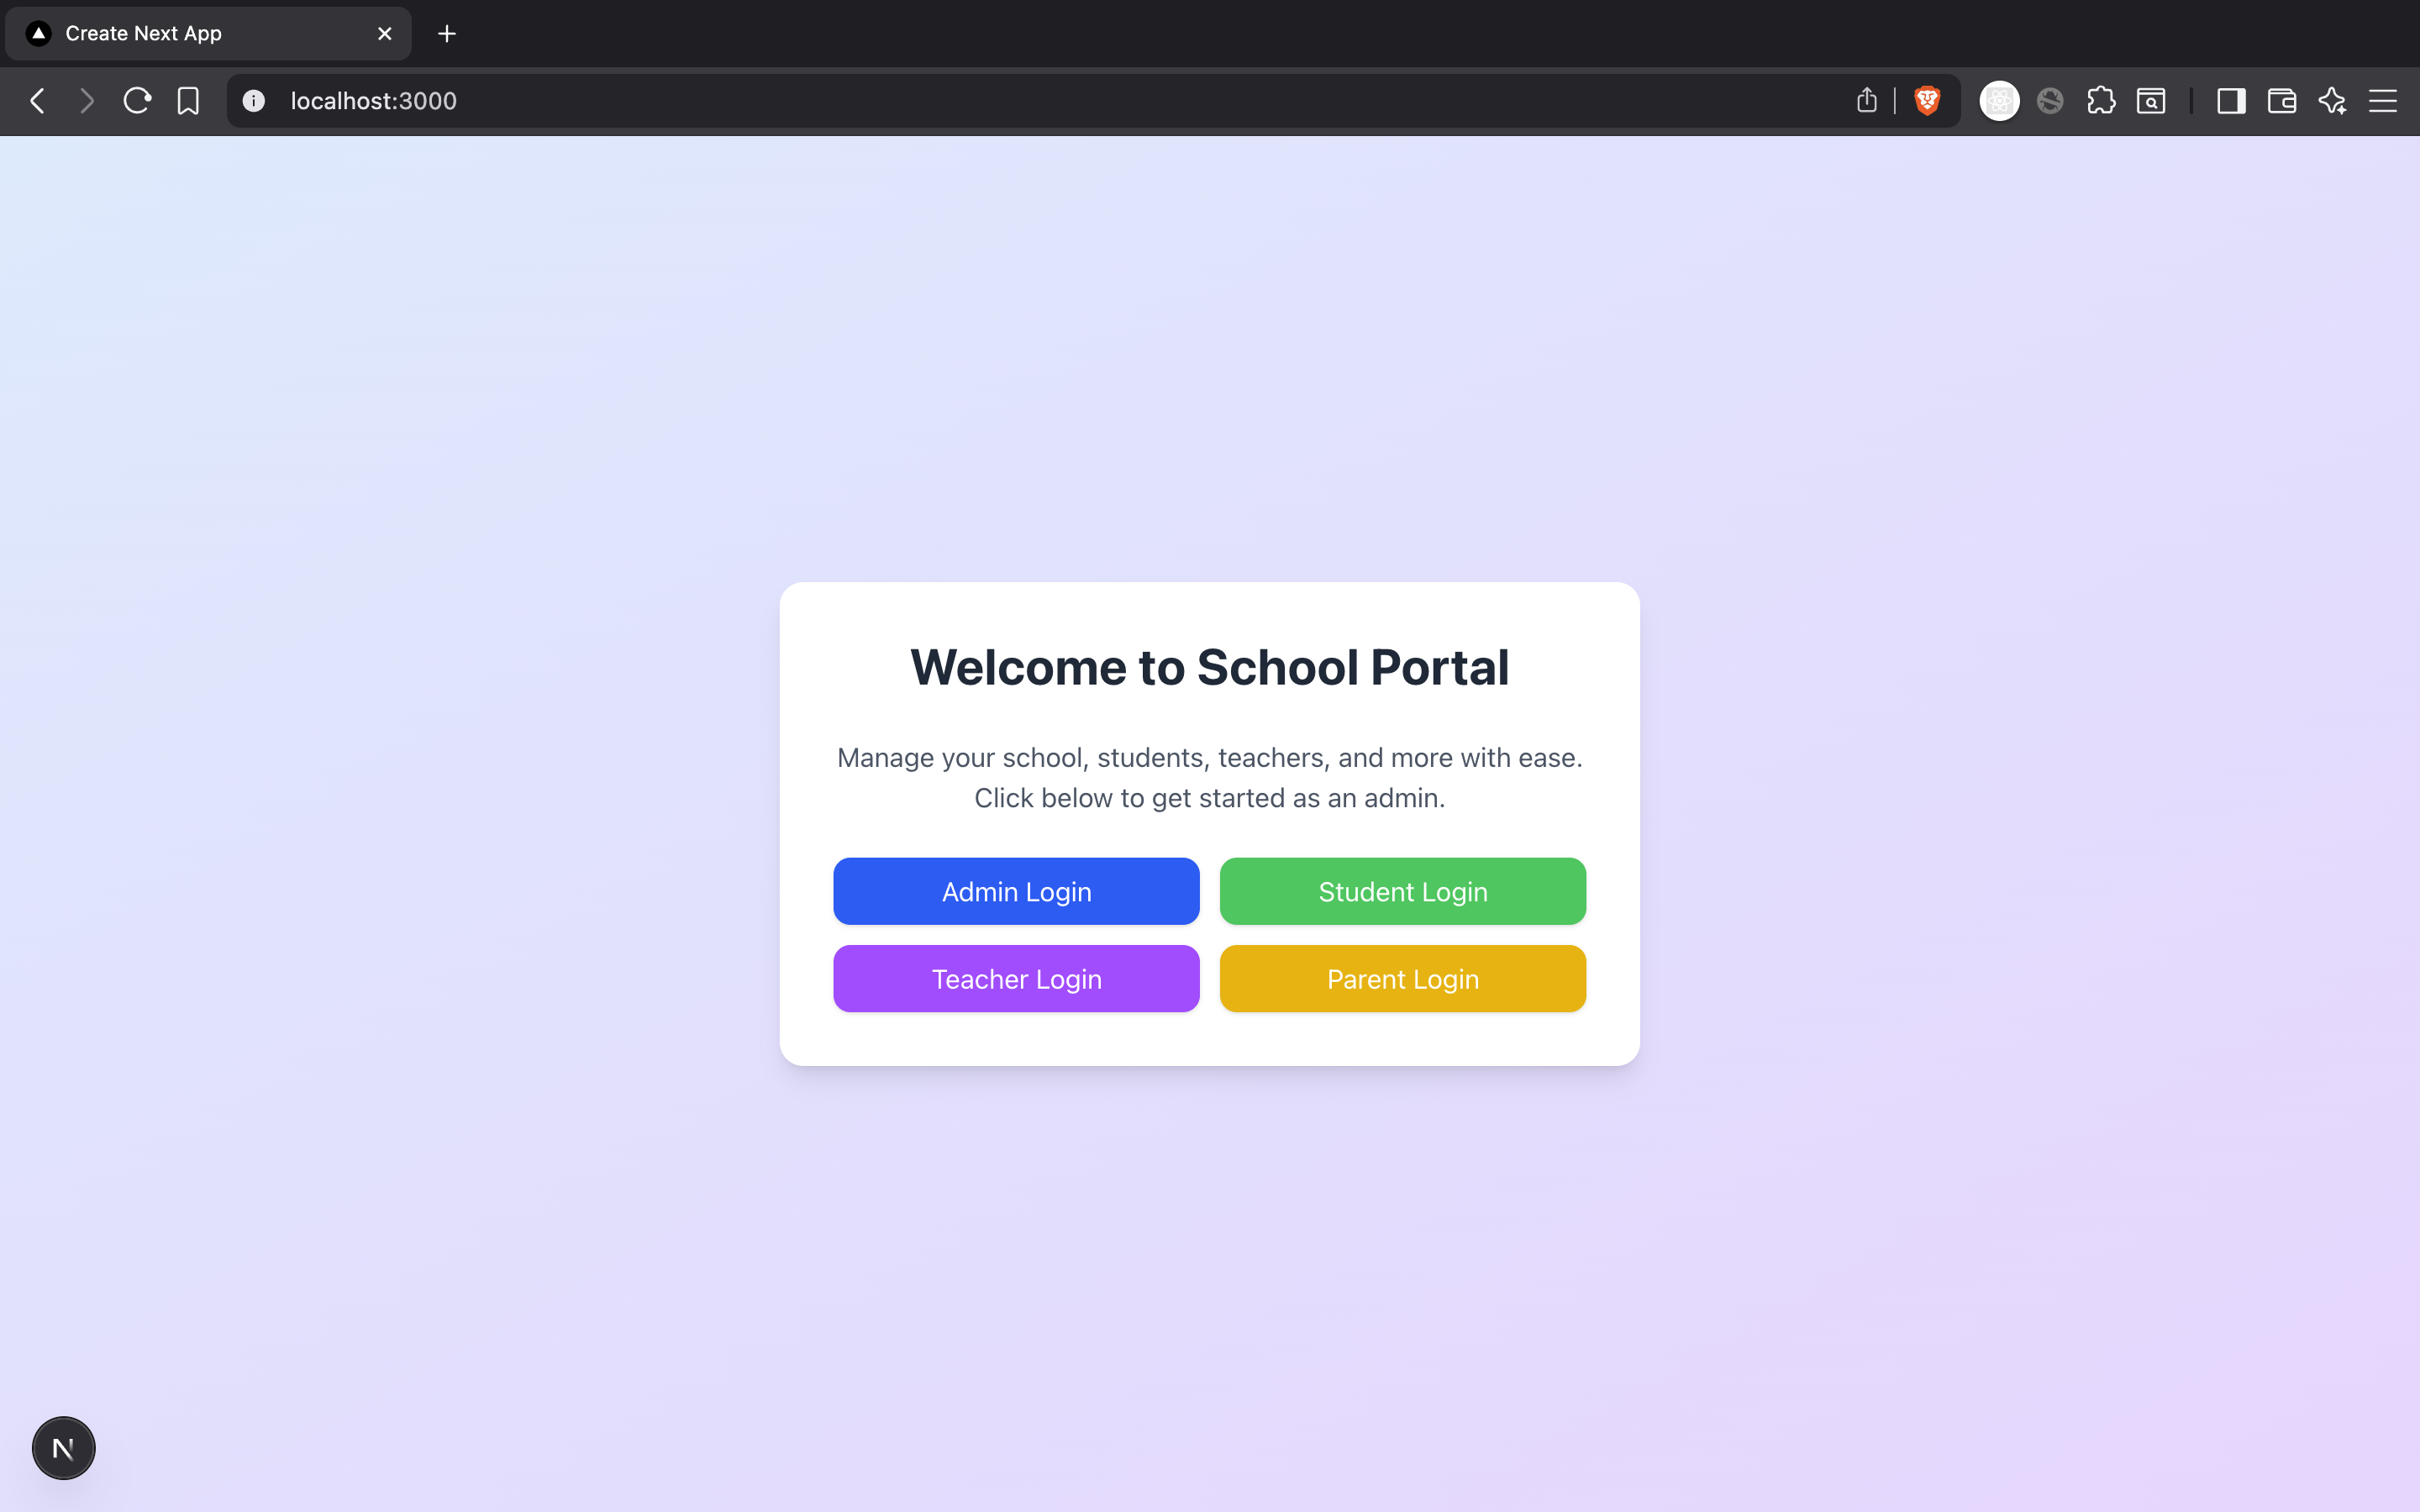 Create Next App
localhost:3000
Welcome to School Portal
Manage your school, students, teachers, and more with ease.
Click below to get started as an admin.
Admin Login
Student Login
Teacher Login
Parent Login
N